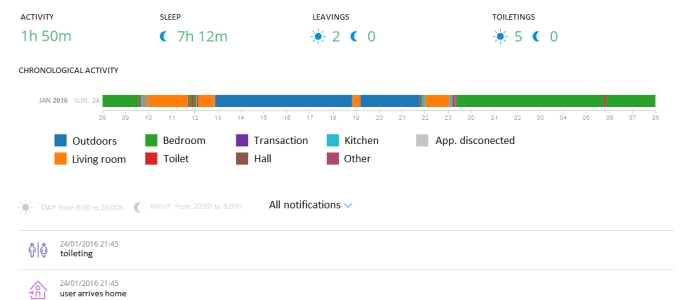 ACTIVITY SLEEP LEAVINGS TOILETINGS
1h 50m 7h 12m 2 0 5 0
CHRONOLOGICAL ACTIVITY
JAN 2016 SUN. 24
08 09 10 11 12 13 14 15 16 17 18 19 20 21 22 23 00 01 02 03 04 05 06 07 08
Outdoors Bedroom Transaction Kitchen App. disconected
Living room Toilet Hall Other
DAY from 8:00 to 20:00h NIGHT from 20:00 to 8:00h All notifications
24/01/2016 21:45
toileting
24/01/2016 21:45
user arrives home